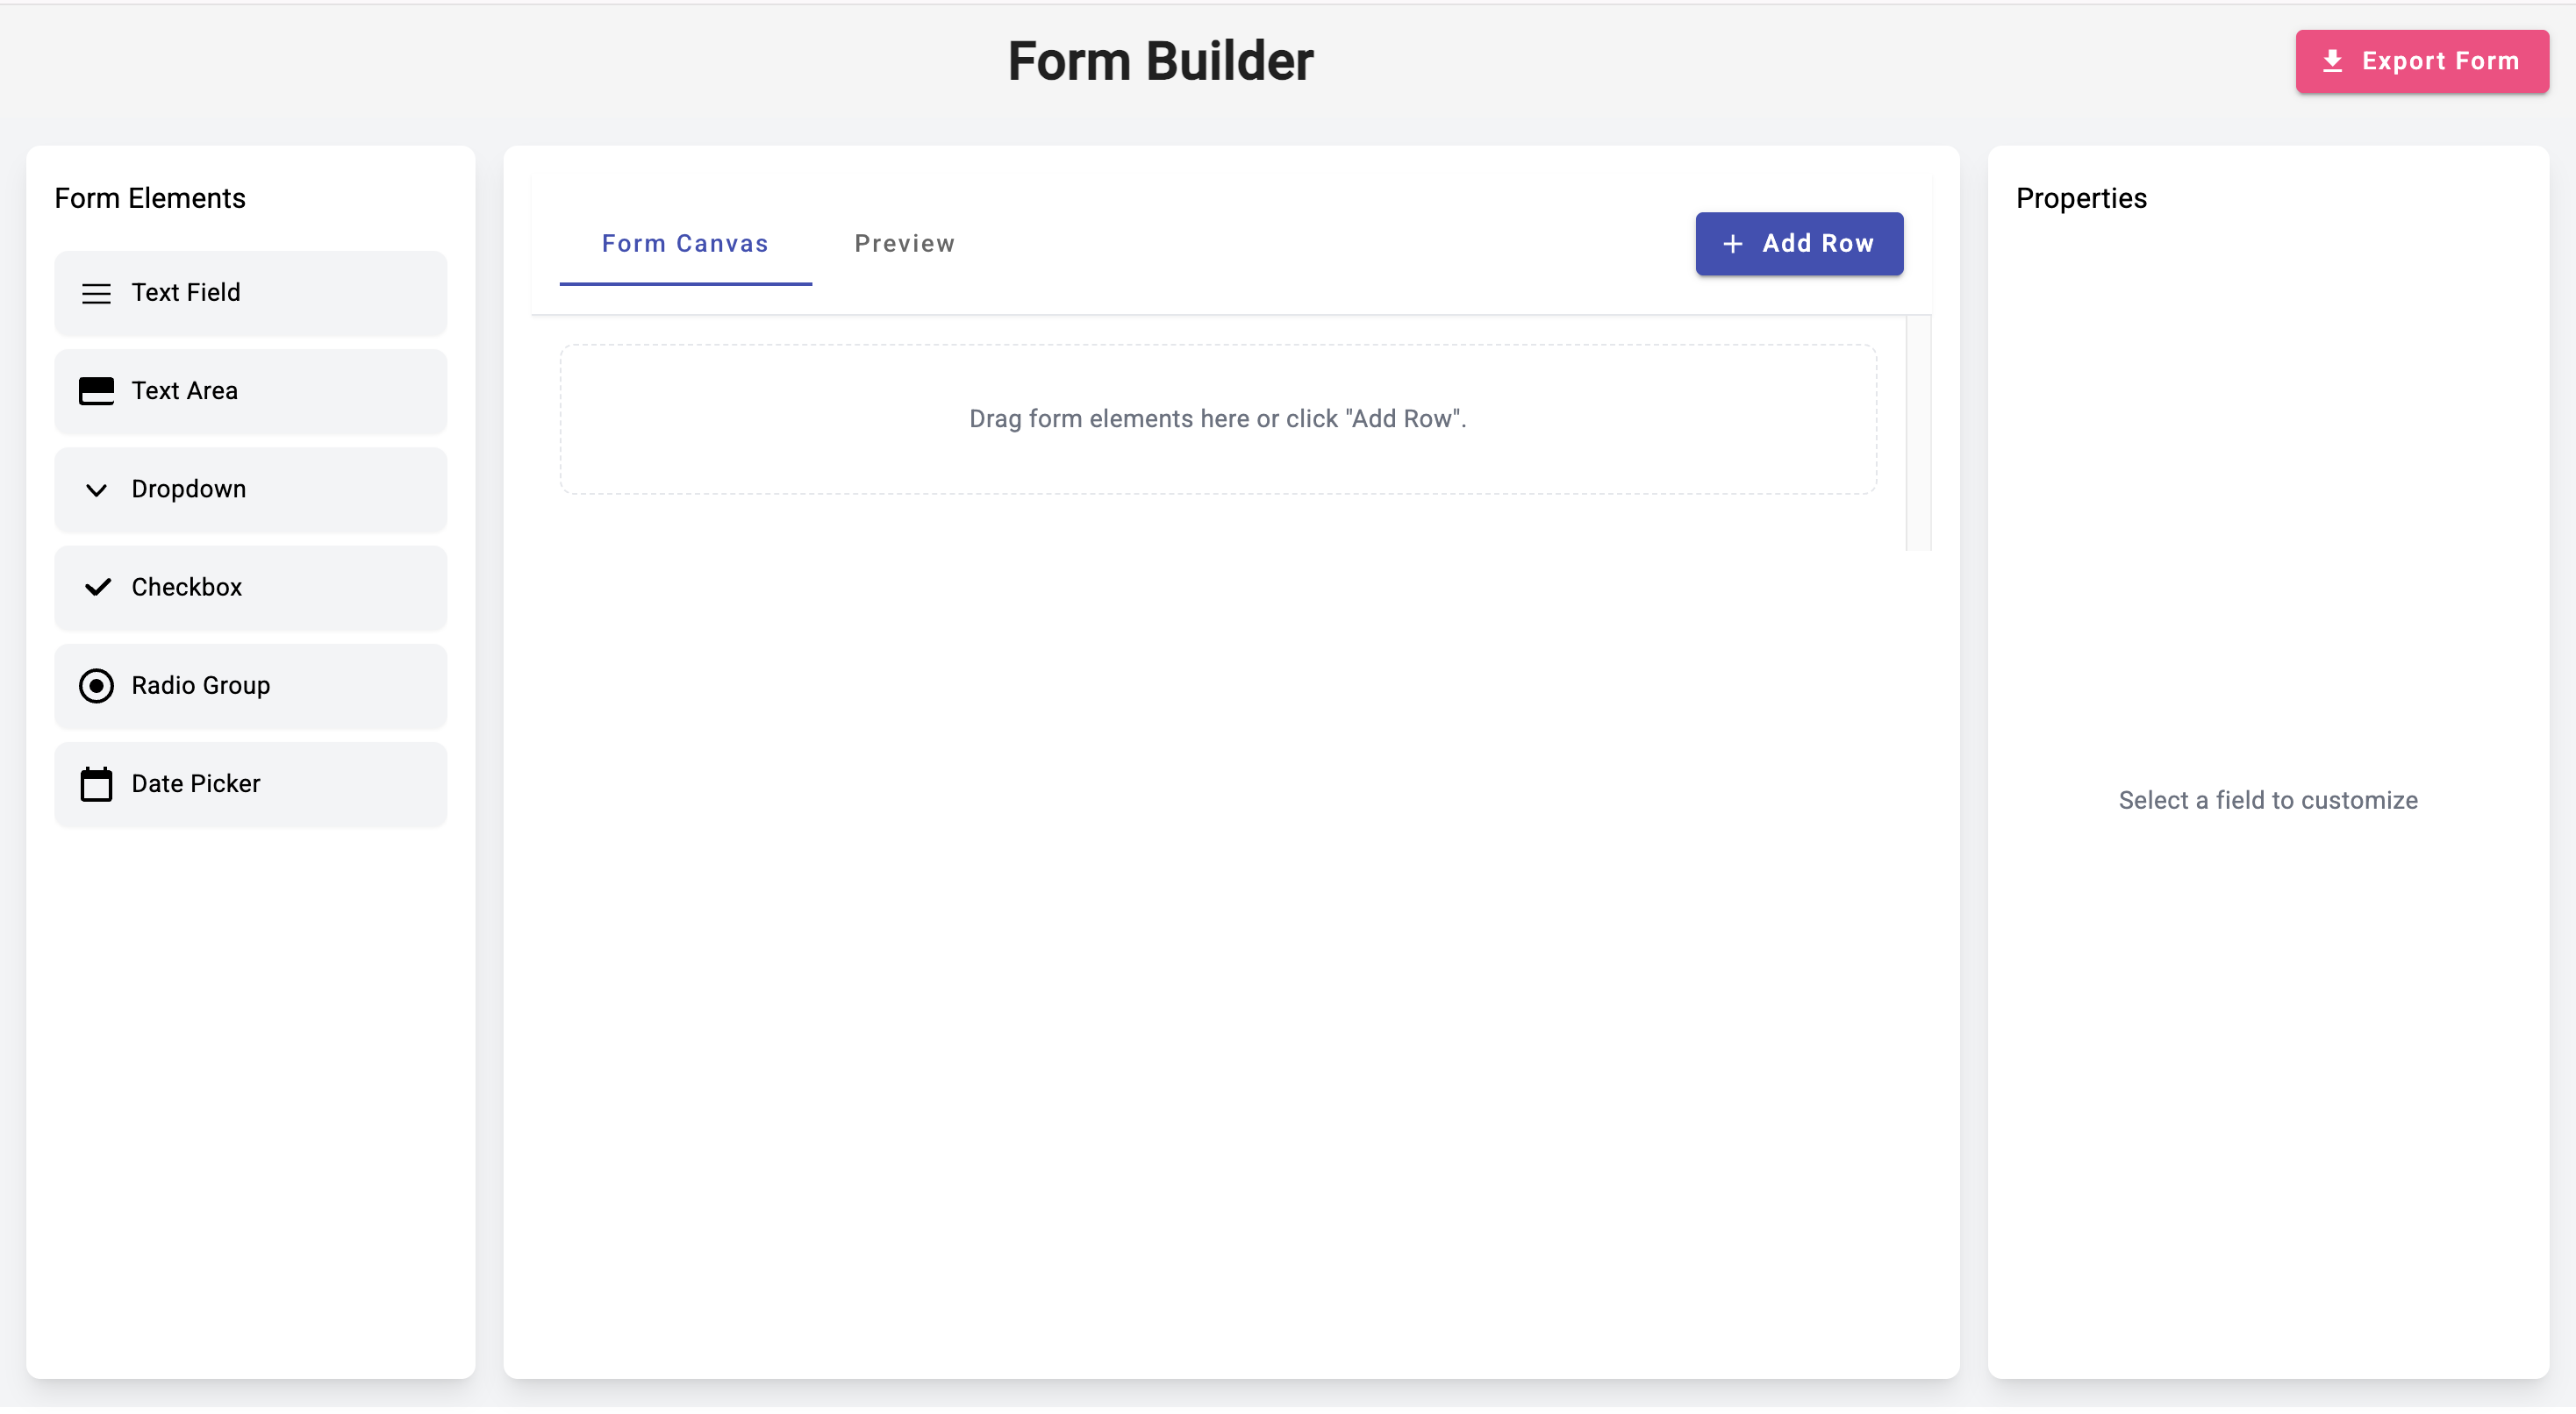 Form Builder
Export Form
Form Elements
Text Field
Text Area
Dropdown
Checkbox
Radio Group
Date Picker
Form Canvas
Preview
Add Row
Drag form elements here or click "Add Row".
Properties
Select a field to customize